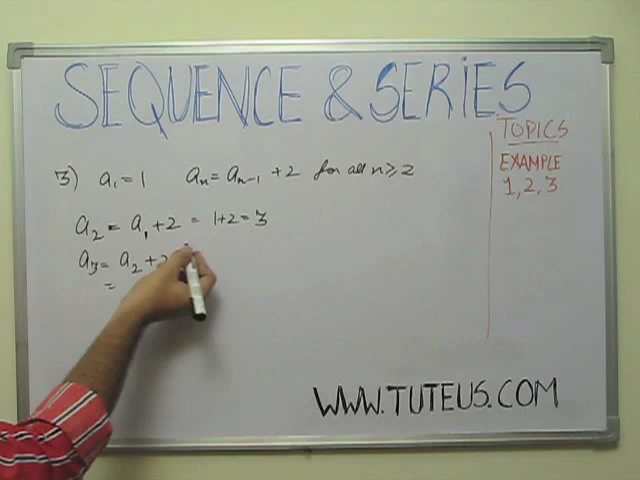 SEQUENCE & SERIES
TOPICS
EXAMPLE
1, 2, 3
3) a₁ = 1 aₙ = aₙ₋₁ + 2 for all n ≥ 2
a₂ = a₁ + 2 = 1 + 2 = 3
a₃ = a₂ + 2
=
WWW.TUTEUS.COM